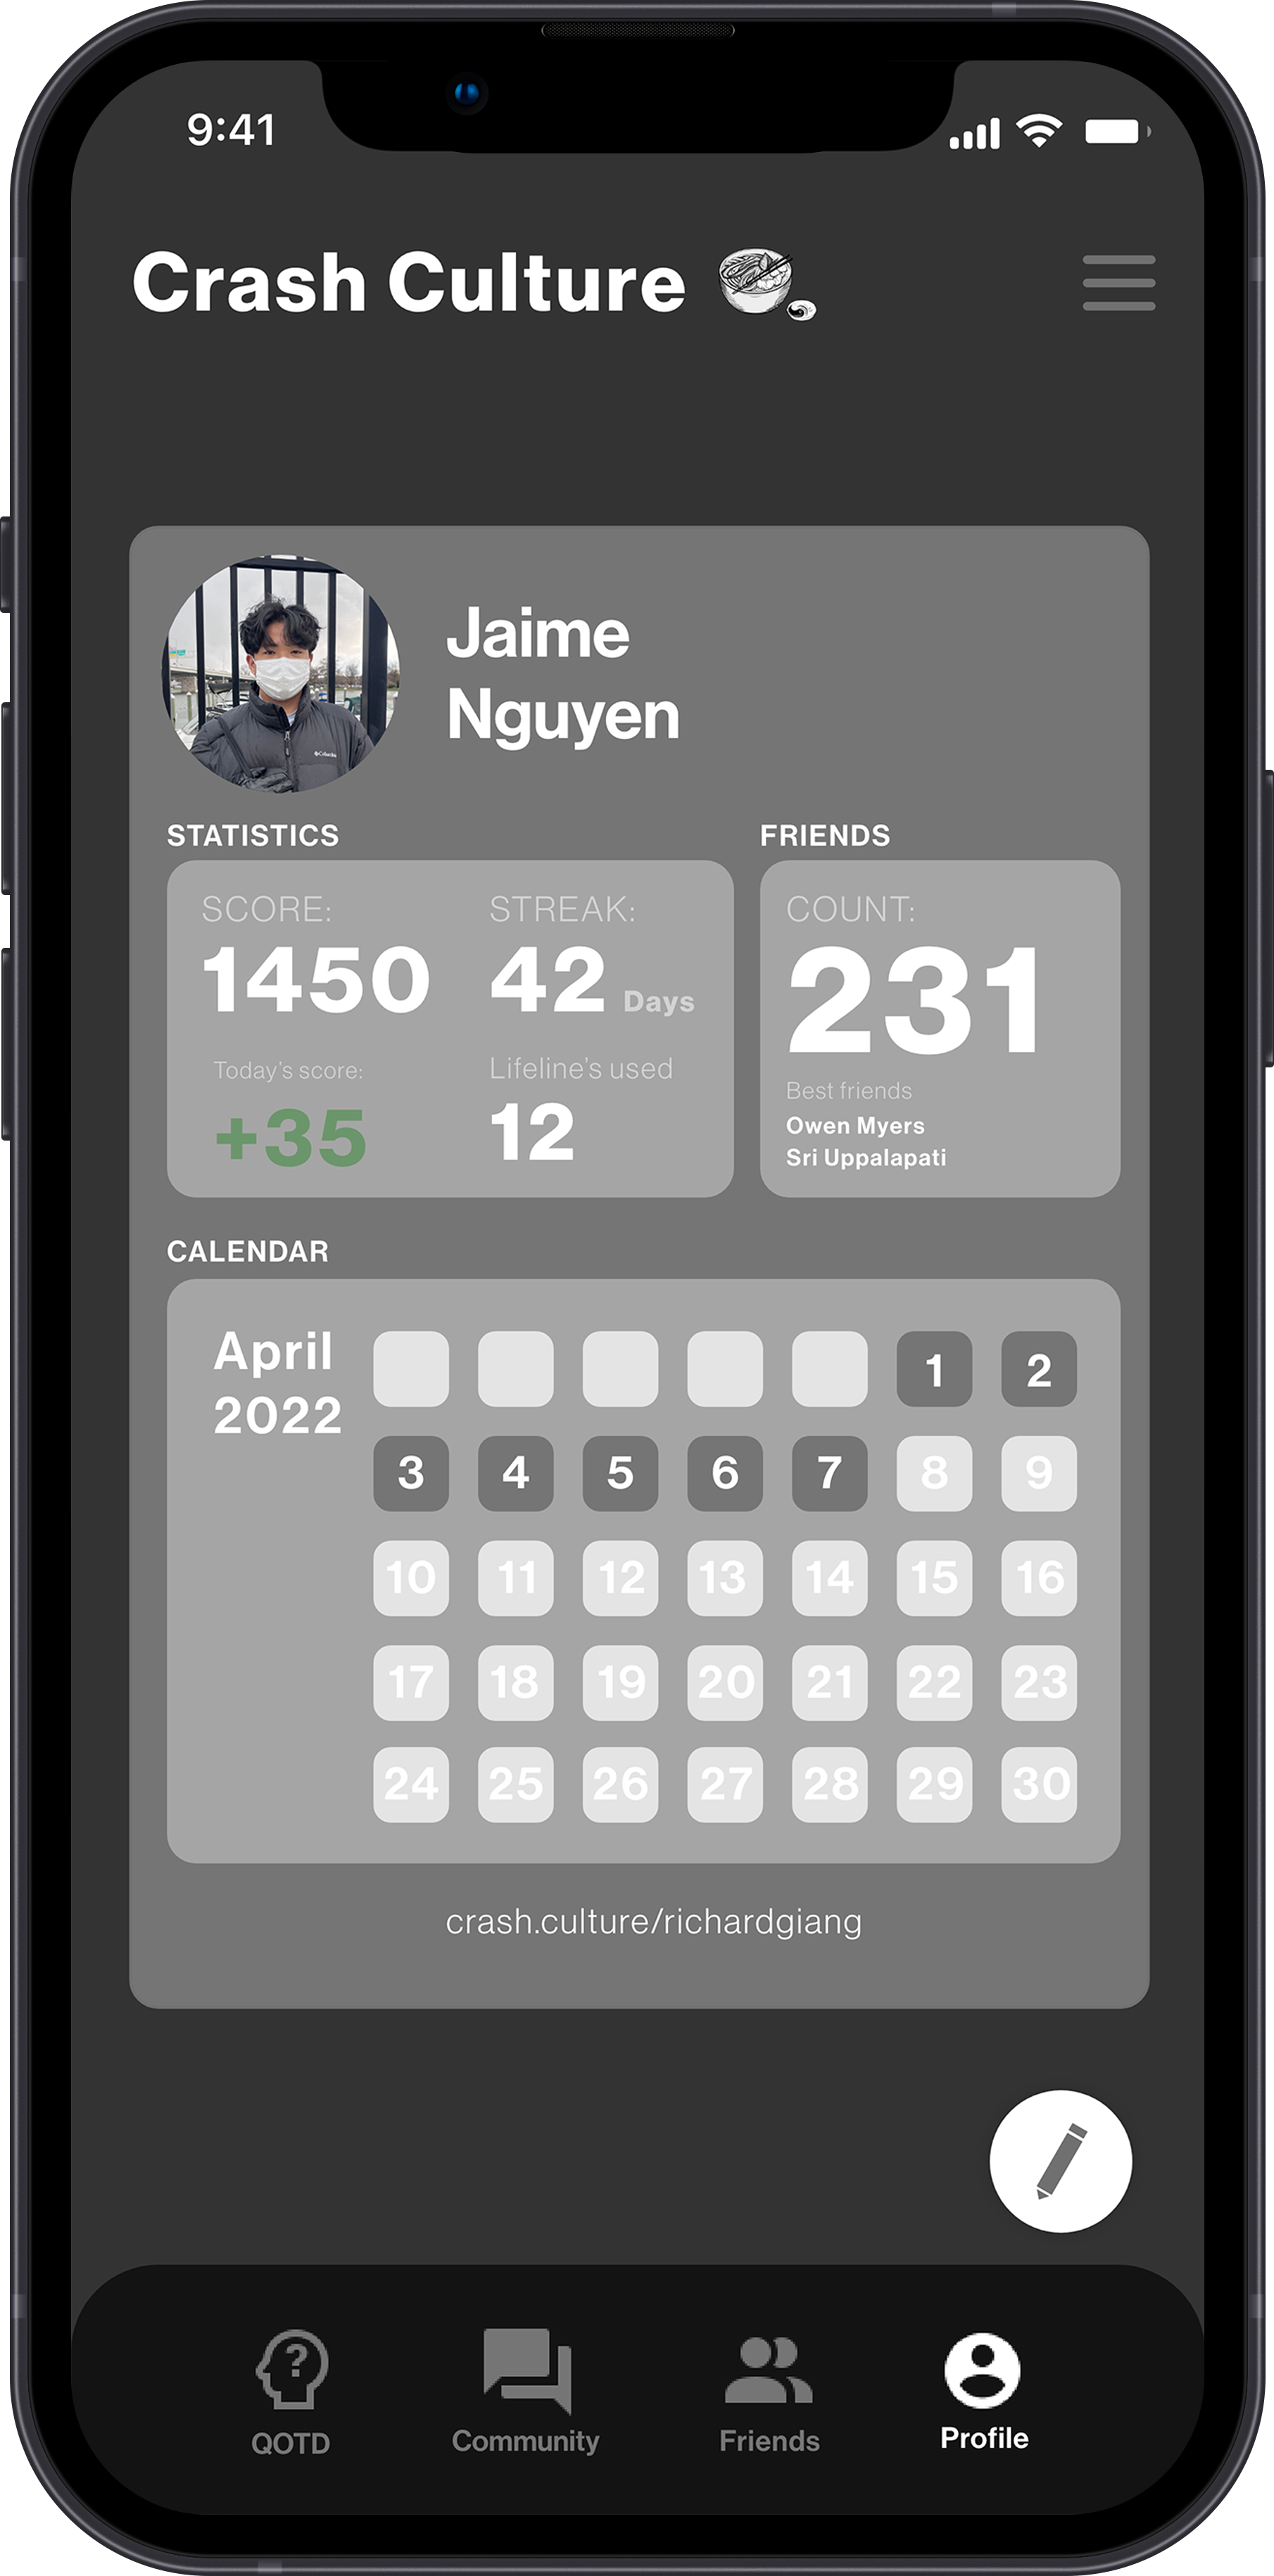 9:41
Crash Culture
Jaime
Nguyen
STATISTICS
FRIENDS
SCORE:
STREAK:
COUNT:
1450
42 Days
231
Today's score:
Lifeline's used
+35
12
Best friends
Owen Myers
Sri Uppalapati
CALENDAR
April
2022
1 2
3 4 5 6 7 8 9
10 11 12 13 14 15 16
17 18 19 20 21 22 23
24 25 26 27 28 29 30
crash.culture/richardgiang
?
QOTD
Community
Friends
Profile